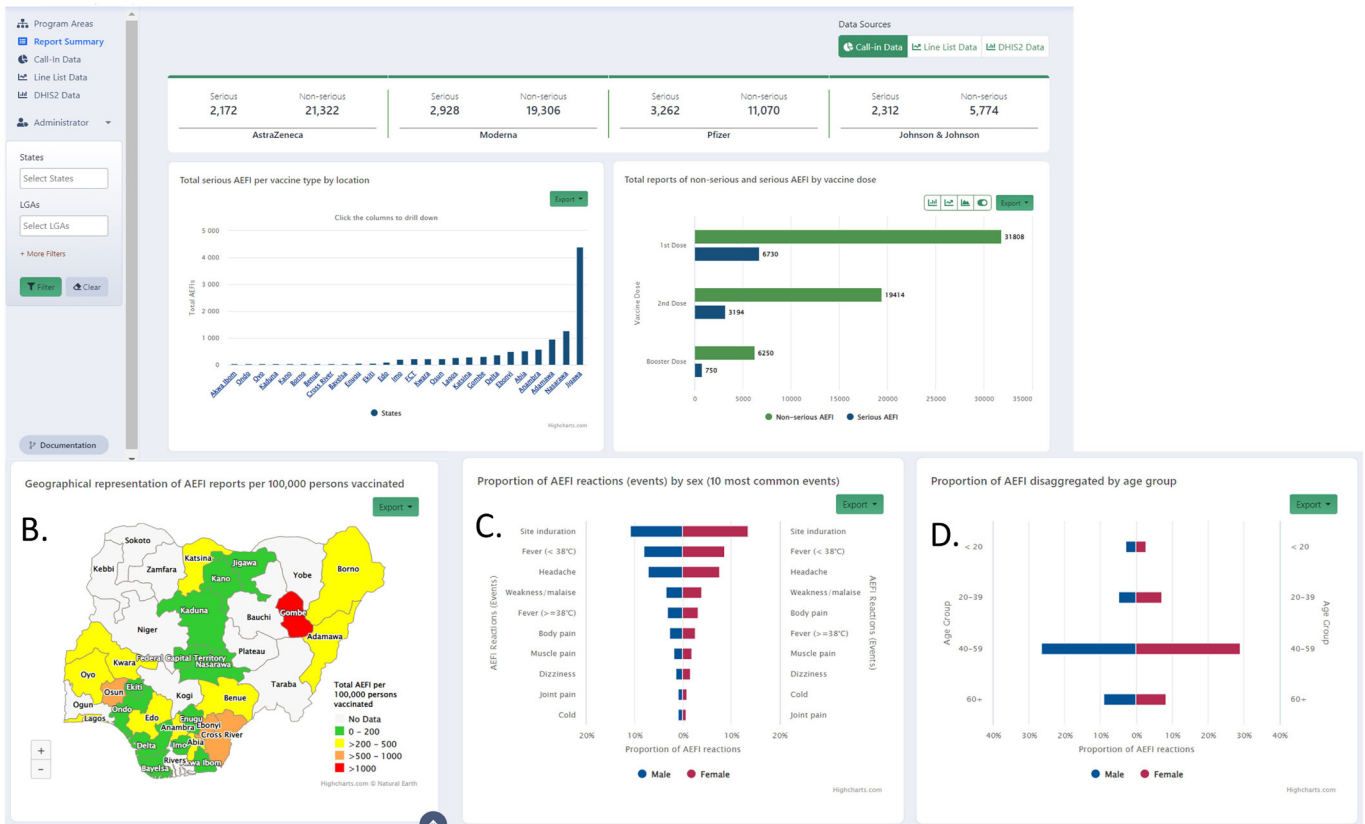 Program Areas
Report Summary
Call-In Data
Line List Data
DHIS2 Data
Administrator
States
Select States
LGAs
Select LGAs
+ More Filters
Filter Clear
Documentation
Data Sources
Call-in Data Line List Data DHIS2 Data
Serious Non-serious Serious Non-serious Serious Non-serious Serious Non-serious
2,172 21,322 2,928 19,306 3,262 11,070 2,312 5,774
AstraZeneca Moderna Pfizer Johnson & Johnson
Total serious AEFI per vaccine type by location
Export
Click the columns to drill down
Total AEFIs
5 000
4 000
3 000
2 000
1 000
0
Akwa Ibom Ondo Oyo Kaduna Kano Borno Benue Cross River Bayelsa Enugu Ekiti Edo Imo FCT Kwara Osun Lagos Katsina Gombe Delta Ebonyi Abia Anambra Adamawa Nasarawa Jigawa
States
Highcharts.com
Total reports of non-serious and serious AEFI by vaccine dose
Export
Vaccine Dose
1st Dose 31808
6730
2nd Dose 19414
3194
Booster Dose 6250
750
0 5000 10000 15000 20000 25000 30000 35000
Non-serious AEFI Serious AEFI
Highcharts.com
Geographical representation of AEFI reports per 100,000 persons vaccinated
Export
B.
Sokoto
Katsina
Jigawa
Kebbi
Zamfara
Kano
Yobe
Borno
Kaduna
Bauchi
Gombe
Niger
Adamawa
Plateau
Kwara
Federal Capital Territory
Nasarawa
Oyo
Taraba
Osun
Ekiti
Kogi
Benue
Ogun
Ondo
Lagos
Edo
Enugu
Anambra
Ebonyi
Cross River
Delta
Imo
Abia
Rivers
Akwa Ibom
Bayelsa
Total AEFI per
100,000 persons
vaccinated
No Data
0 - 200
>200 - 500
>500 - 1000
>1000
+
−
Highcharts.com © Natural Earth
Proportion of AEFI reactions (events) by sex (10 most common events)
Export
C.
AEFI Reactions (Events)
Site induration Site induration
Fever (< 38°C) Fever (< 38°C)
Headache Headache
Weakness/malaise Weakness/malaise
Fever (>=38°C) Body pain
Body pain Fever (>=38°C)
Muscle pain Muscle pain
Dizziness Dizziness
Joint pain Cold
Cold Joint pain
AEFI Reactions (Events)
20% 10% 0% 10% 20%
Proportion of AEFI reactions
Male Female
Highcharts.com
Proportion of AEFI disaggregated by age group
Export
D.
Age Group
< 20 < 20
20-39 20-39
40-59 40-59
60+ 60+
Age Group
40% 30% 20% 10% 0% 10% 20% 30% 40%
Proportion of AEFI reactions
Male Female
Highcharts.com